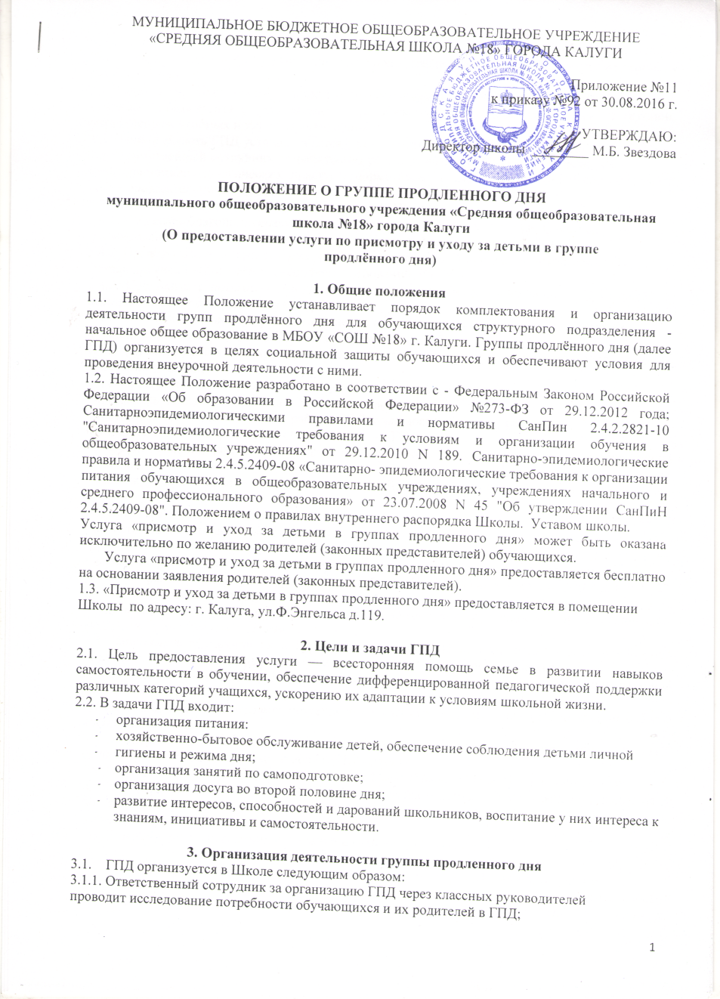 МУНИЦИПАЛЬНОЕ БЮДЖЕТНОЕ ОБЩЕОБРАЗОВАТЕЛЬНОЕ УЧРЕЖДЕНИЕ
«СРЕДНЯЯ ОБЩЕОБРАЗОВАТЕЛЬНАЯ ШКОЛА №18» ГОРОДА КАЛУГИ
Приложение №11
к приказу №92 от 30.08.2016 г.
УТВЕРЖДАЮ:
Директор школы ________ М.Б. Звездова
ПОЛОЖЕНИЕ О ГРУППЕ ПРОДЛЕННОГО ДНЯ
муниципального общеобразовательного учреждения «Средняя общеобразовательная
школа №18» города Калуги
(О предоставлении услуги по присмотру и уходу за детьми в группе
продлённого дня)
1. Общие положения
1.1. Настоящее Положение устанавливает порядок комплектования и организацию
деятельности групп продлённого дня для обучающихся структурного подразделения -
начальное общее образование в МБОУ «СОШ №18» г. Калуги. Группы продлённого дня (далее
ГПД) организуется в целях социальной защиты обучающихся и обеспечивают условия для
проведения внеурочной деятельности с ними.
1.2. Настоящее Положение разработано в соответствии с - Федеральным Законом Российской
Федерации «Об образовании в Российской Федерации» №273-ФЗ от 29.12.2012 года;
Санитарноэпидемиологическими правилами и нормативы СанПин 2.4.2.2821-10
"Санитарноэпидемиологические требования к условиям и организации обучения в
общеобразовательных учреждениях" от 29.12.2010 N 189. Санитарно-эпидемиологические
правила и нормативы 2.4.5.2409-08 «Санитарно- эпидемиологические требования к организации
питания обучающихся в общеобразовательных учреждениях, учреждениях начального и
среднего профессионального образования» от 23.07.2008 N 45 "Об утверждении СанПиН
2.4.5.2409-08". Положением о правилах внутреннего распорядка Школы. Уставом школы.
Услуга «присмотр и уход за детьми в группах продленного дня» может быть оказана
исключительно по желанию родителей (законных представителей) обучающихся.
Услуга «присмотр и уход за детьми в группах продленного дня» предоставляется бесплатно
на основании заявления родителей (законных представителей).
1.3. «Присмотр и уход за детьми в группах продленного дня» предоставляется в помещении
Школы по адресу: г. Калуга, ул.Ф.Энгельса д.119.
2. Цели и задачи ГПД
2.1. Цель предоставления услуги — всесторонняя помощь семье в развитии навыков
самостоятельности в обучении, обеспечение дифференцированной педагогической поддержки
различных категорий учащихся, ускорению их адаптации к условиям школьной жизни.
2.2. В задачи ГПД входит:
- организация питания:
- хозяйственно-бытовое обслуживание детей, обеспечение соблюдения детьми личной
- гигиены и режима дня;
- организация занятий по самоподготовке;
- организация досуга во второй половине дня;
- развитие интересов, способностей и дарований школьников, воспитание у них интереса к
знаниям, инициативы и самостоятельности.
3. Организация деятельности группы продленного дня
3.1. ГПД организуется в Школе следующим образом:
3.1.1. Ответственный сотрудник за организацию ГПД через классных руководителей
проводит исследование потребности обучающихся и их родителей в ГПД;
1